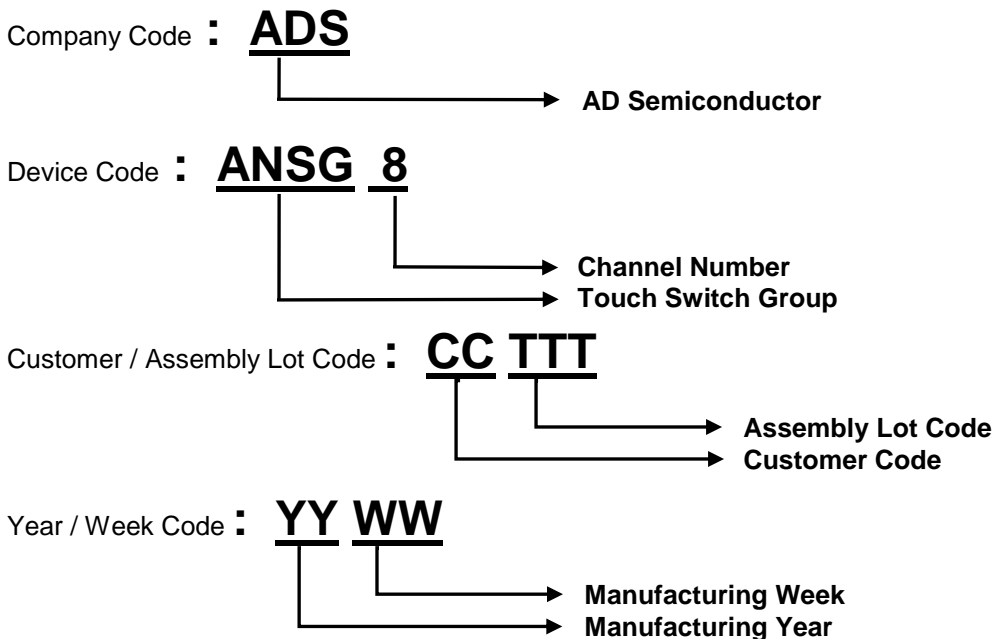 Company Code : ADS
AD Semiconductor
Device Code : ANSG 8
Channel Number
Touch Switch Group
Customer / Assembly Lot Code : CC TTT
Assembly Lot Code
Customer Code
Year / Week Code : YY WW
Manufacturing Week
Manufacturing Year